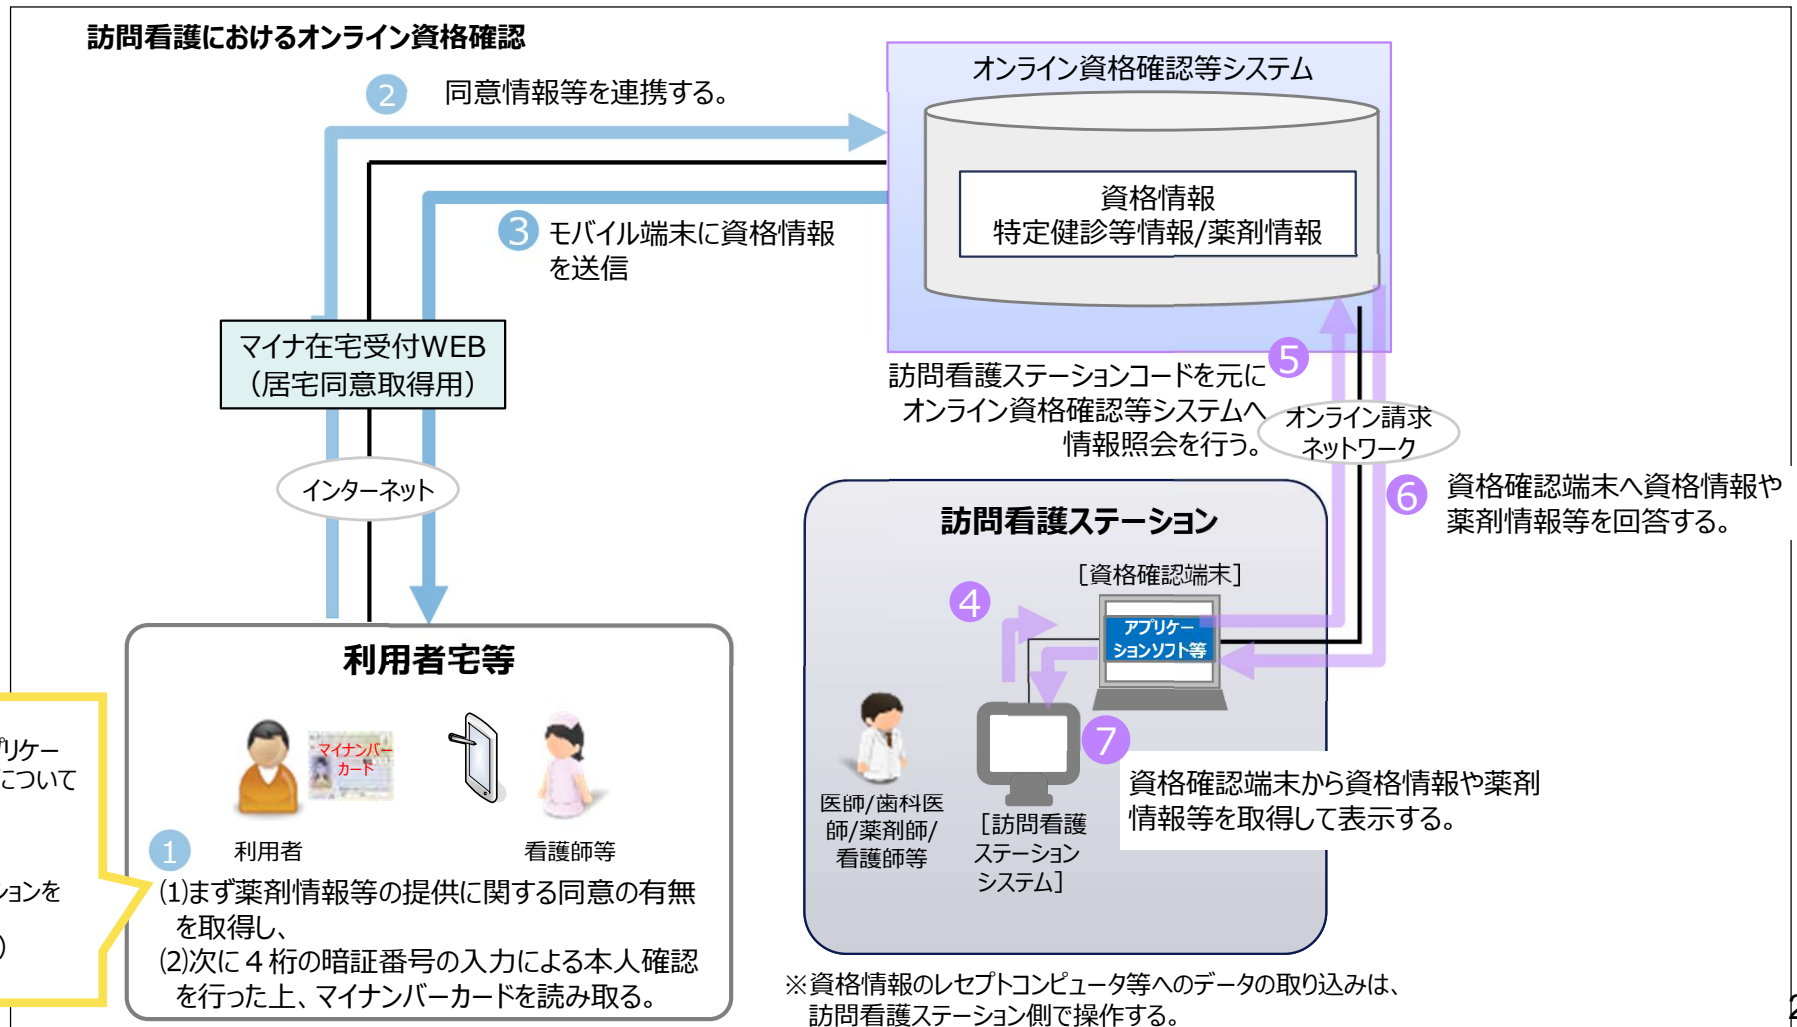 訪問看護におけるオンライン資格確認
2
同意情報等を連携する。
オンライン資格確認等システム
資格情報
特定健診等情報/薬剤情報
3
モバイル端末に資格情報
を送信
マイナ在宅受付WEB
（居宅同意取得用）
インターネット
5
訪問看護ステーションコードを元に
オンライン資格確認等システムへ
情報照会を行う。
オンライン請求
ネットワーク
6
資格確認端末へ資格情報や
薬剤情報等を回答する。
訪問看護ステーション
［資格確認端末］
4
アプリケー
ションソフト等
7
資格確認端末から資格情報や薬剤
情報等を取得して表示する。
医師/歯科医
師/薬剤師/
看護師等
［訪問看護
ステーション
システム］
利用者宅等
マイナンバー
カード
1
利用者
看護師等
⑴まず薬剤情報等の提供に関する同意の有無
を取得し、
⑵次に４桁の暗証番号の入力による本人確認
を行った上、マイナンバーカードを読み取る。
プリケー
について
ションを
）
※資格情報のレセプトコンピュータ等へのデータの取り込みは、
訪問看護ステーション側で操作する。